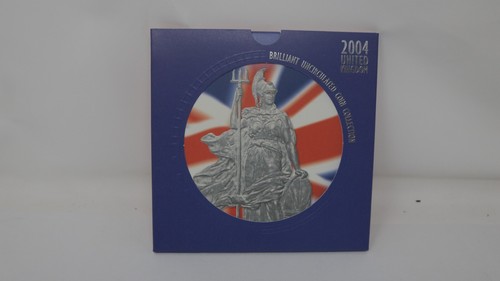 2004
UNITED
KINGDOM
BRILLIANT UNCIRCULATED COIN COLLECTION